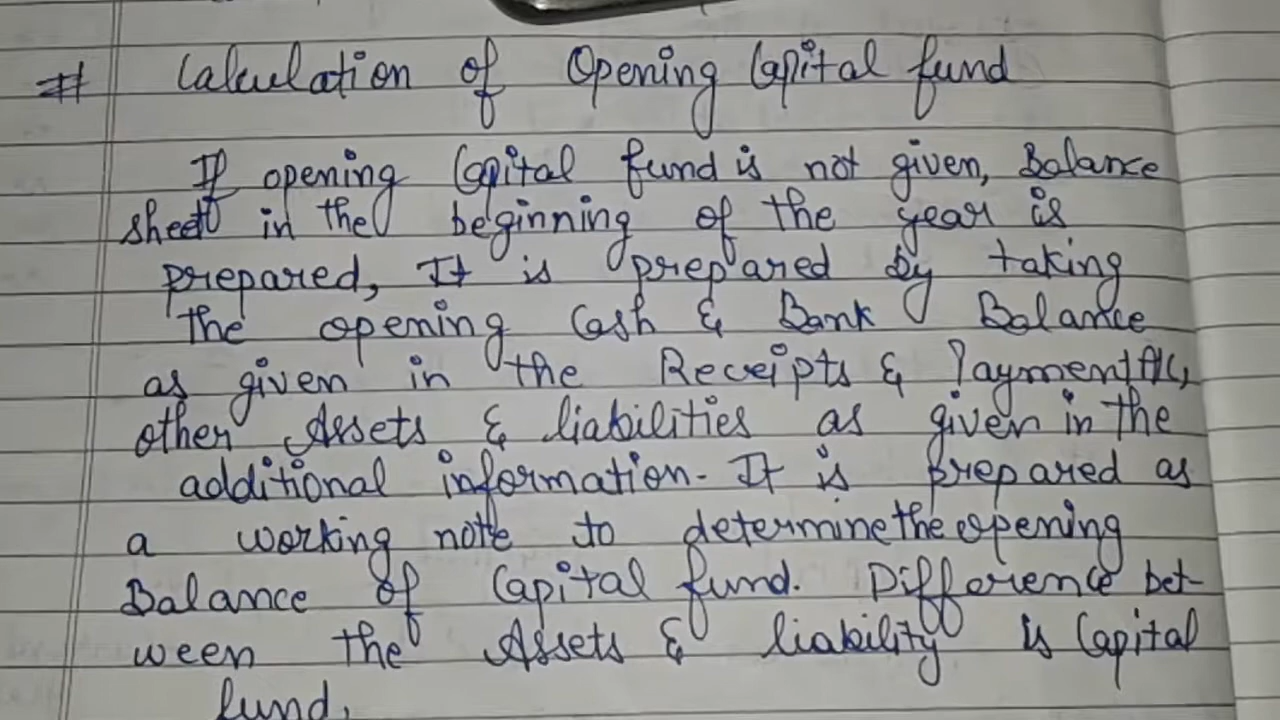 # Calculation of Opening Capital fund
If opening Capital fund is not given, Balance
sheet in the beginning of the year is
prepared, It is prepared by taking
the opening Cash & Bank Balance
as given in the Receipts & Payment A/c,
other Assets & liabilities as given in the
additional information. It is prepared as
a working note to determine the opening
Balance of Capital fund. Difference bet-
ween the Assets & liability is Capital
fund.